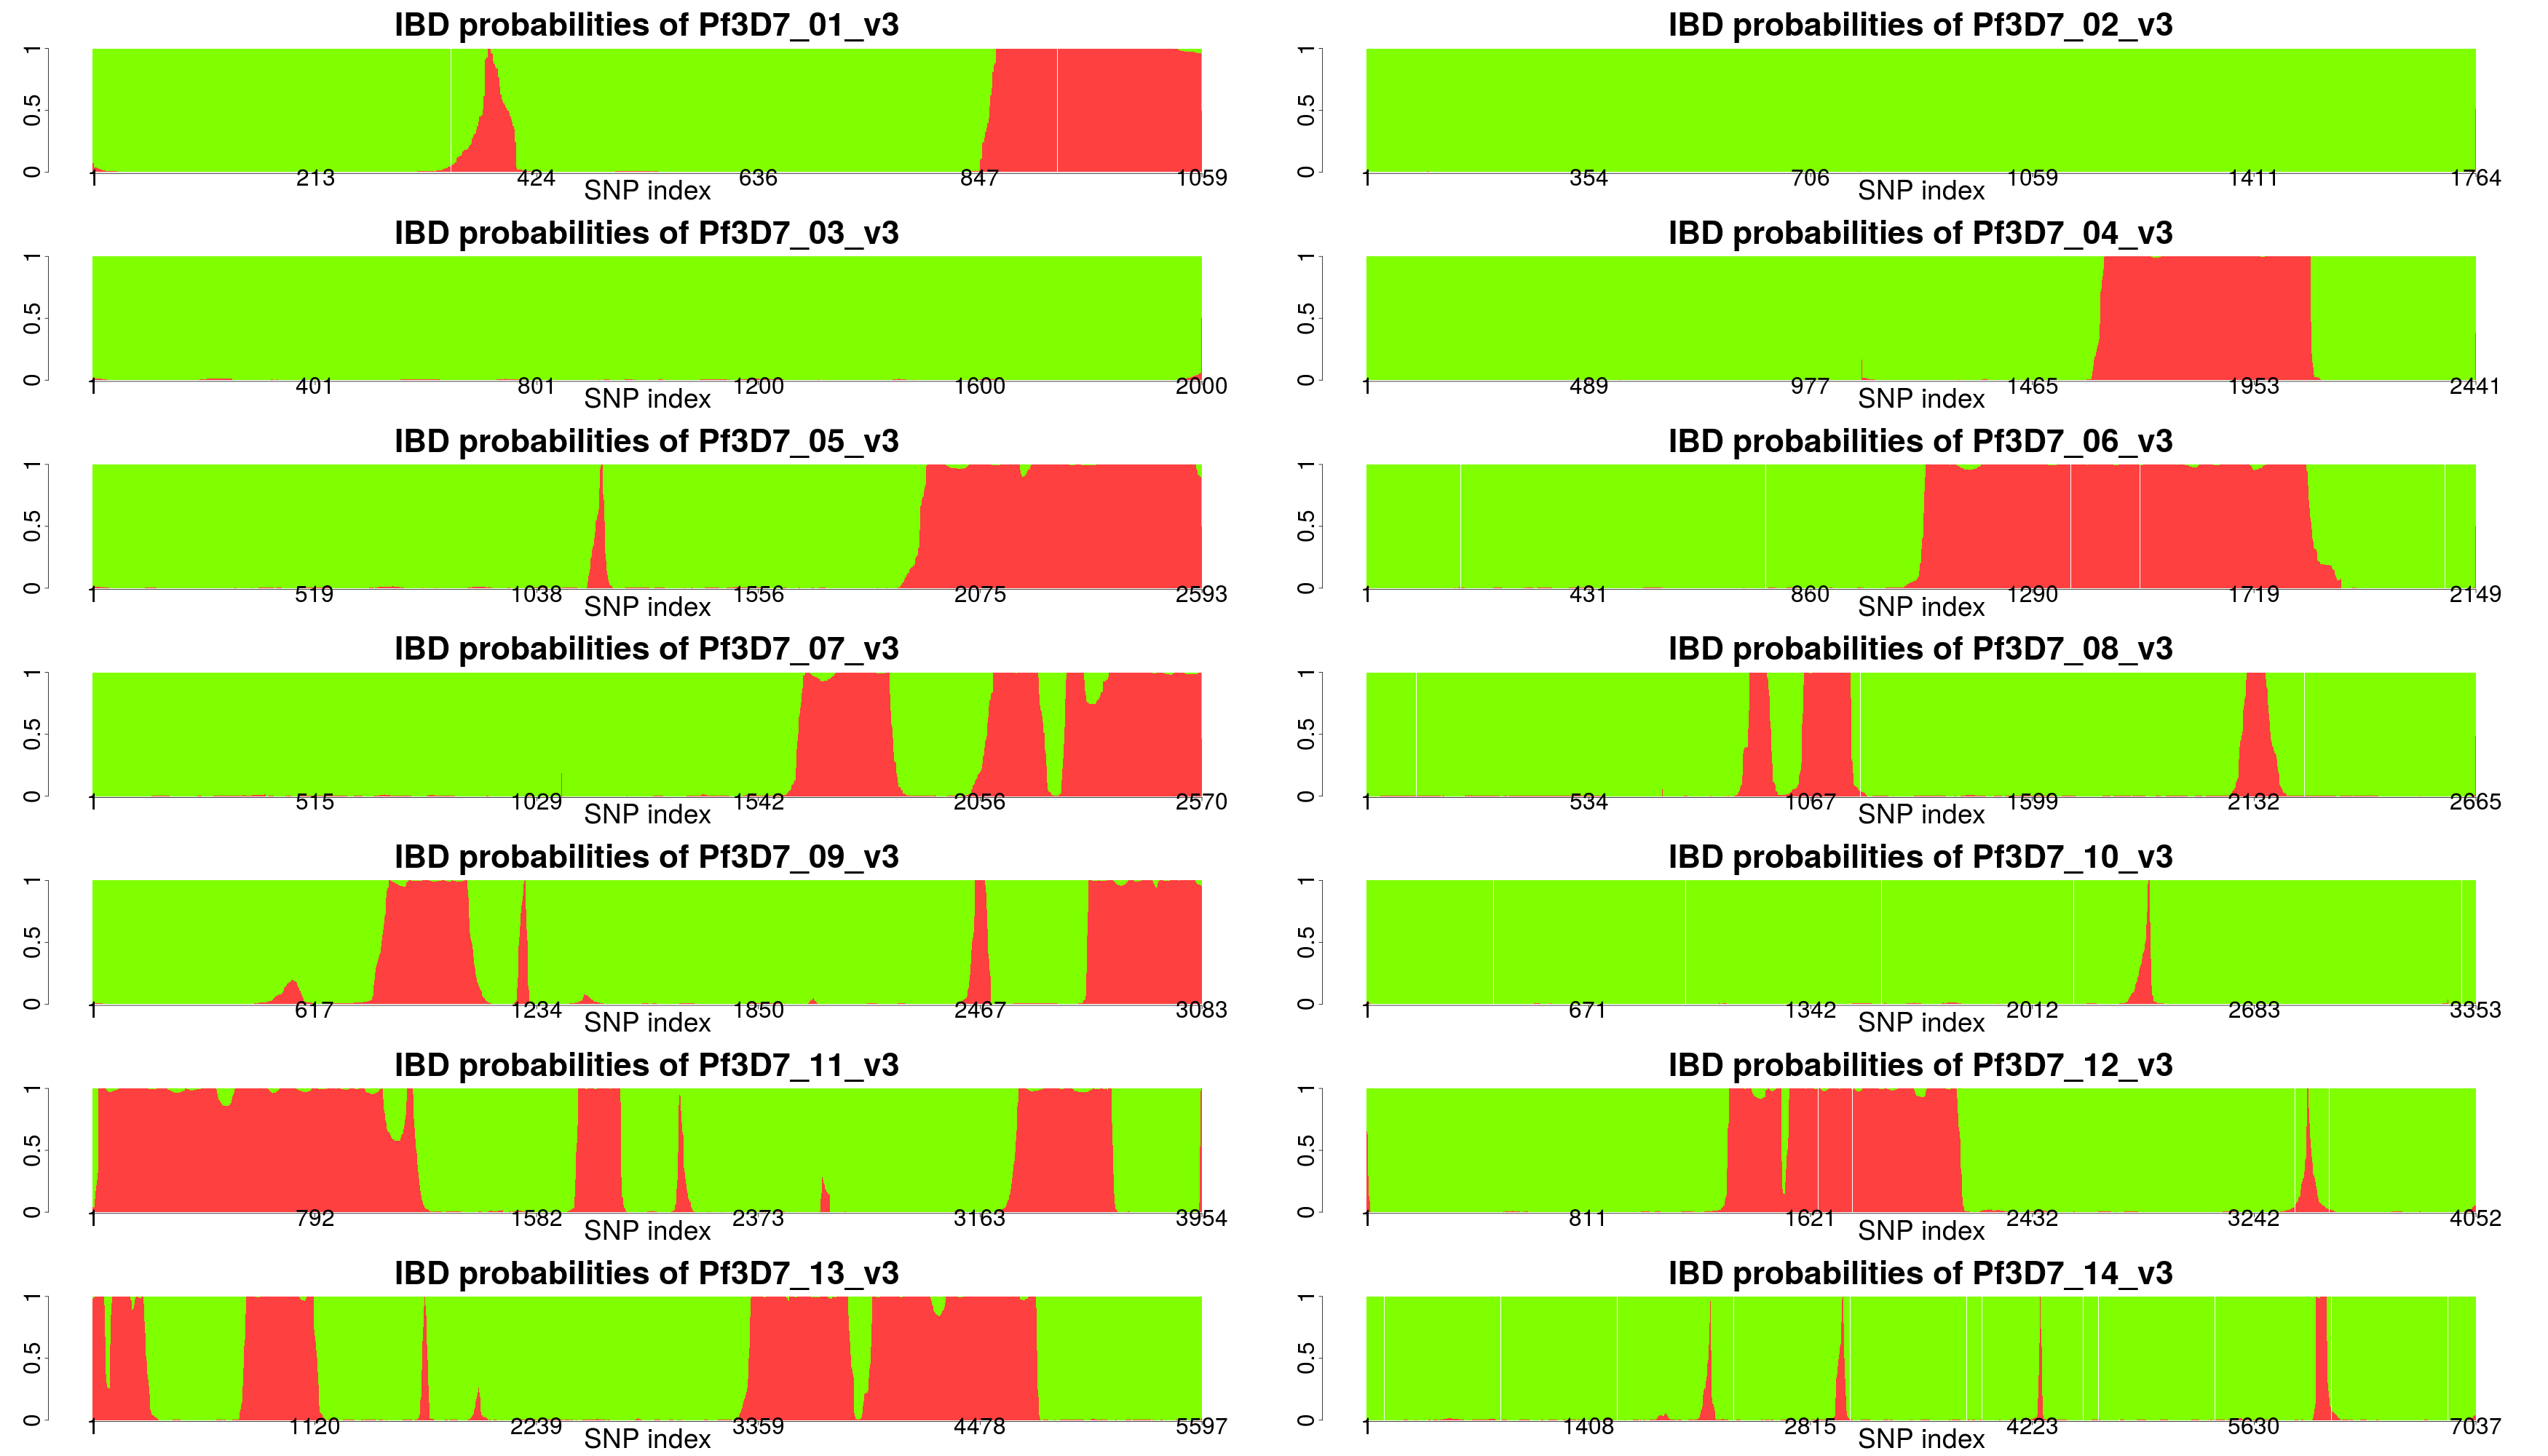 IBD probabilities of Pf3D7_01_v3
0 0.5 1
1 213 424 636 847 1059
SNP index
IBD probabilities of Pf3D7_02_v3
0 0.5 1
1 354 706 1059 1411 1764
SNP index
IBD probabilities of Pf3D7_03_v3
0 0.5 1
1 401 801 1200 1600 2000
SNP index
IBD probabilities of Pf3D7_04_v3
0 0.5 1
1 489 977 1465 1953 2441
SNP index
IBD probabilities of Pf3D7_05_v3
0 0.5 1
1 519 1038 1556 2075 2593
SNP index
IBD probabilities of Pf3D7_06_v3
0 0.5 1
1 431 860 1290 1719 2149
SNP index
IBD probabilities of Pf3D7_07_v3
0 0.5 1
1 515 1029 1542 2056 2570
SNP index
IBD probabilities of Pf3D7_08_v3
0 0.5 1
1 534 1067 1599 2132 2665
SNP index
IBD probabilities of Pf3D7_09_v3
0 0.5 1
1 617 1234 1850 2467 3083
SNP index
IBD probabilities of Pf3D7_10_v3
0 0.5 1
1 671 1342 2012 2683 3353
SNP index
IBD probabilities of Pf3D7_11_v3
0 0.5 1
1 792 1582 2373 3163 3954
SNP index
IBD probabilities of Pf3D7_12_v3
0 0.5 1
1 811 1621 2432 3242 4052
SNP index
IBD probabilities of Pf3D7_13_v3
0 0.5 1
1 1120 2239 3359 4478 5597
SNP index
IBD probabilities of Pf3D7_14_v3
0 0.5 1
1 1408 2815 4223 5630 7037
SNP index